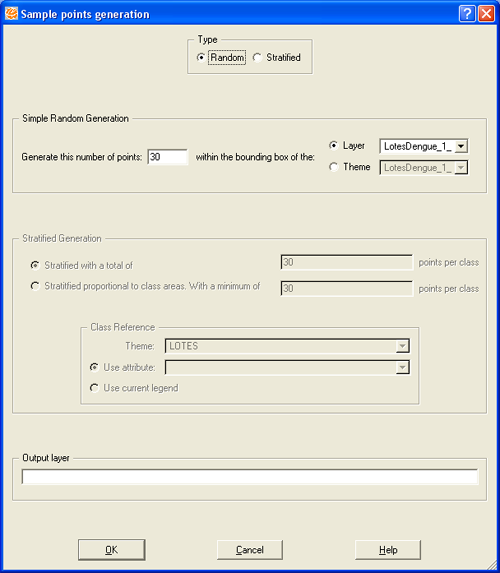 Sample points generation
Type
Random Stratified
Simple Random Generation
Generate this number of points: 30 within the bounding box of the:
Layer LotesDengue_1_
Theme LotesDengue_1_
Stratified Generation
Stratified with a total of 30 points per class
Stratitfied proportional to class areas. With a minimum of 30 points per class
Class Reference
Theme: LOTES
Use attribute:
Use current legend
Output layer
OK Cancel Help